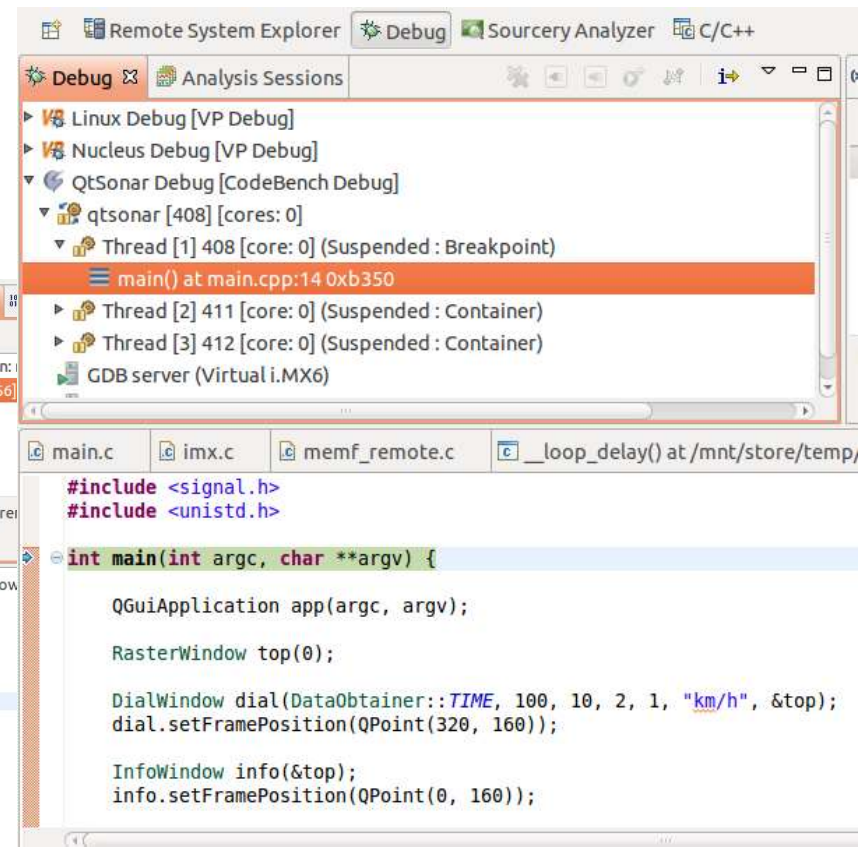 Remote System Explorer Debug Sourcery Analyzer C/C++
Debug Analysis Sessions
Linux Debug [VP Debug]
Nucleus Debug [VP Debug]
QtSonar Debug [CodeBench Debug]
qtsonar [408] [cores: 0]
Thread [1] 408 [core: 0] (Suspended : Breakpoint)
main() at main.cpp:14 0xb350
Thread [2] 411 [core: 0] (Suspended : Container)
Thread [3] 412 [core: 0] (Suspended : Container)
GDB server (Virtual i.MX6)
main.c imx.c memf_remote.c __loop_delay() at /mnt/store/temp/
#include <signal.h>
#include <unistd.h>
int main(int argc, char **argv) {
QGuiApplication app(argc, argv);
RasterWindow top(0);
DialWindow dial(DataObtainer::TIME, 100, 10, 2, 1, "km/h", &top);
dial.setFramePosition(QPoint(320, 160));
InfoWindow info(&top);
info.setFramePosition(QPoint(0, 160));